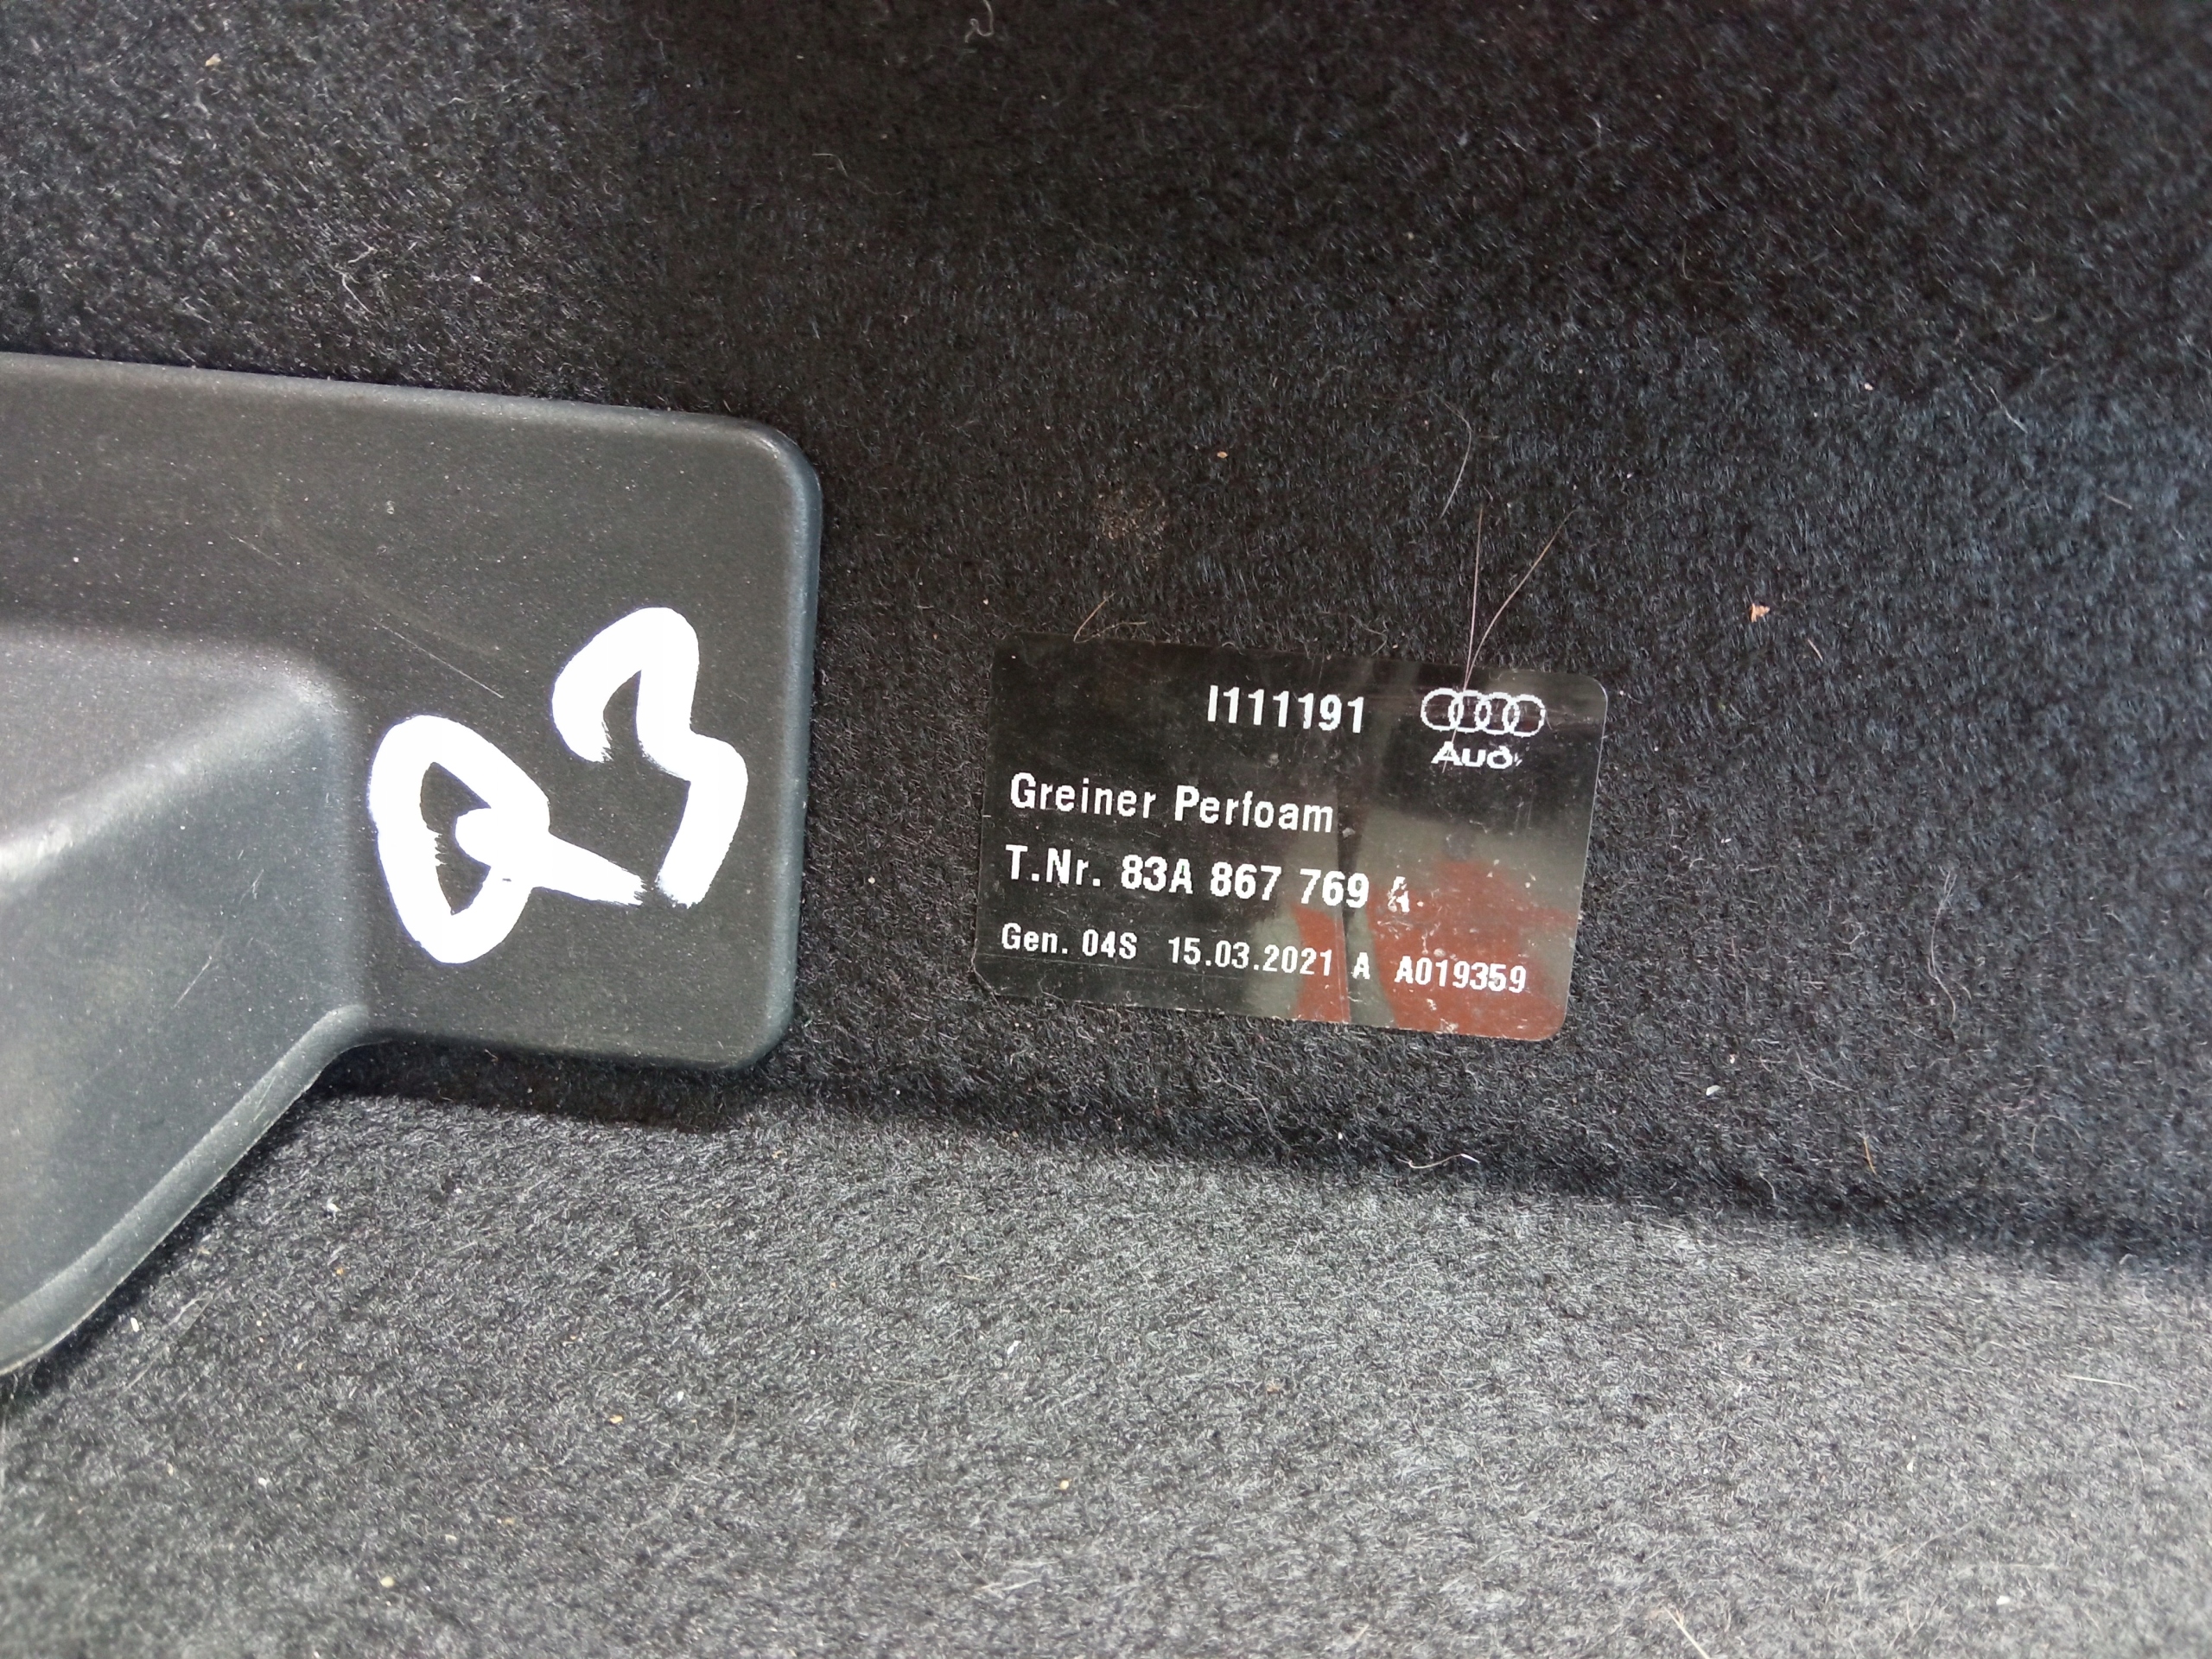 Q3
I111191
Audi
Greiner Perfoam
T.Nr. 83A 867 769 A
Gen. 04S 15.03.2021 A A019359